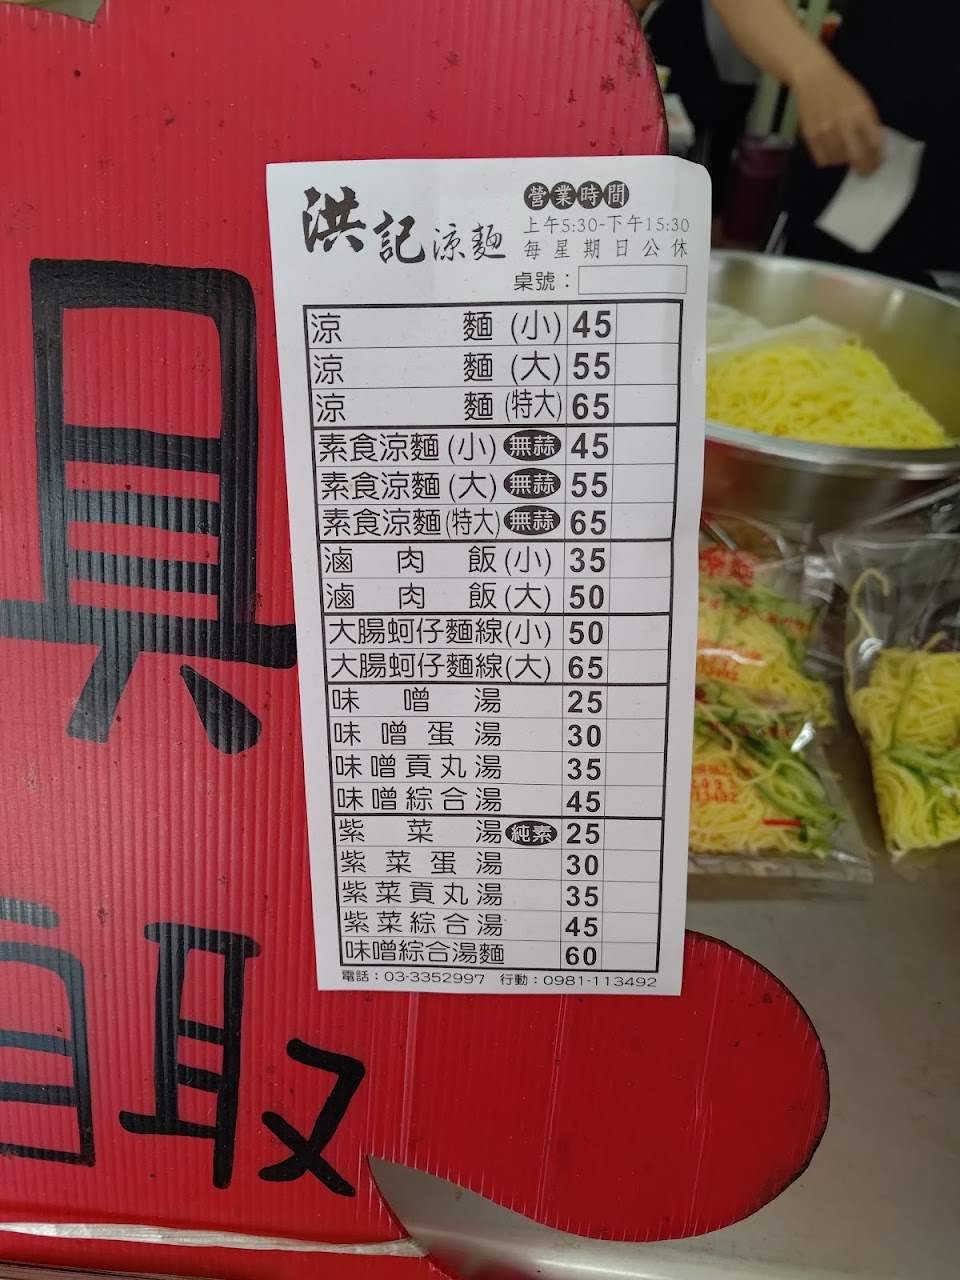 洪記涼麵
營業時間
上午5:30-下午15:30
每星期日公休
桌號：
涼麵(小) 45
涼麵(大) 55
涼麵(特大) 65
素食涼麵(小) 無蒜 45
素食涼麵(大) 無蒜 55
素食涼麵(特大) 無蒜 65
滷肉飯(小) 35
滷肉飯(大) 50
大腸蚵仔麵線(小) 50
大腸蚵仔麵線(大) 65
味噌湯 25
味噌蛋湯 30
味噌貢丸湯 35
味噌綜合湯 45
紫菜湯 純素 25
紫菜蛋湯 30
紫菜貢丸湯 35
紫菜綜合湯 45
味噌綜合湯麵 60
電話：03-3352997 行動：0981-113492
具
自取